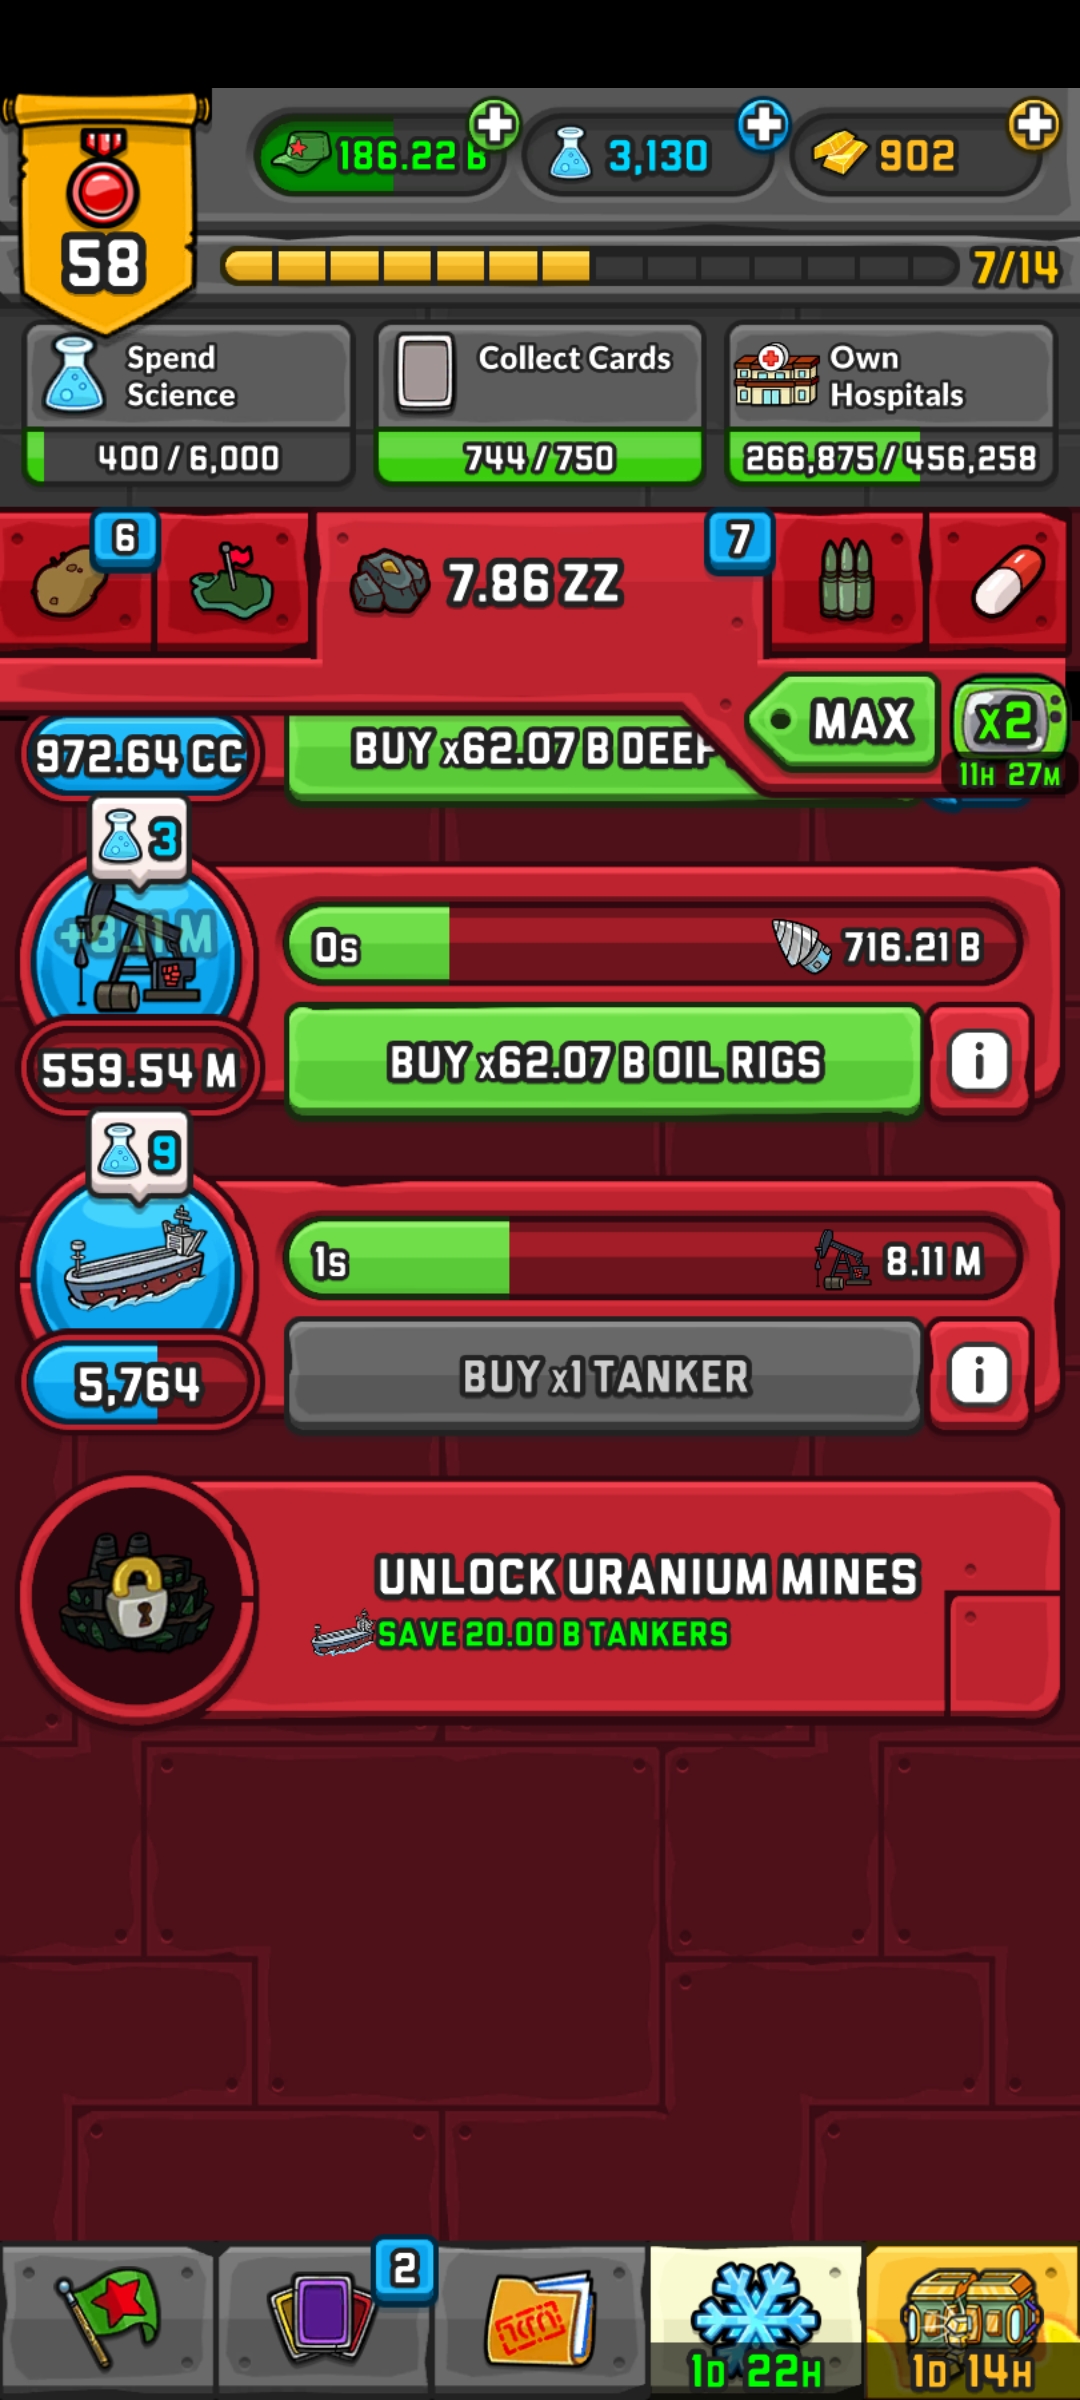 58
186.22 B
3,130
902
7/14
Spend
Science
400 / 6,000
Collect Cards
744 / 750
Own
Hospitals
266,875 / 456,258
6
7.86 ZZ
7
MAX
x2
11H 27M
972.64 CC
BUY x62.07 B DEEP
3
+8.11 M
0s
716.21 B
559.54 M
BUY x62.07 B OIL RIGS
i
9
1s
8.11 M
5,764
BUY x1 TANKER
i
UNLOCK URANIUM MINES
SAVE 20.00 B TANKERS
2
1D 22H
1D 14H